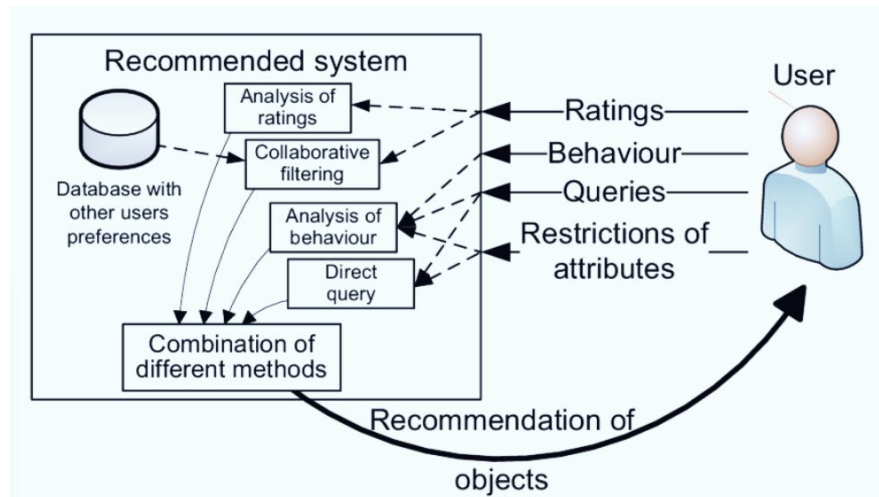 Recommended system
User
Analysis of
ratings
Ratings
Collaborative
filtering
Behaviour
Database with
other users
preferences
Queries
Analysis of
behaviour
Restrictions of
attributes
Direct
query
Combination of
different methods
Recommendation of
objects